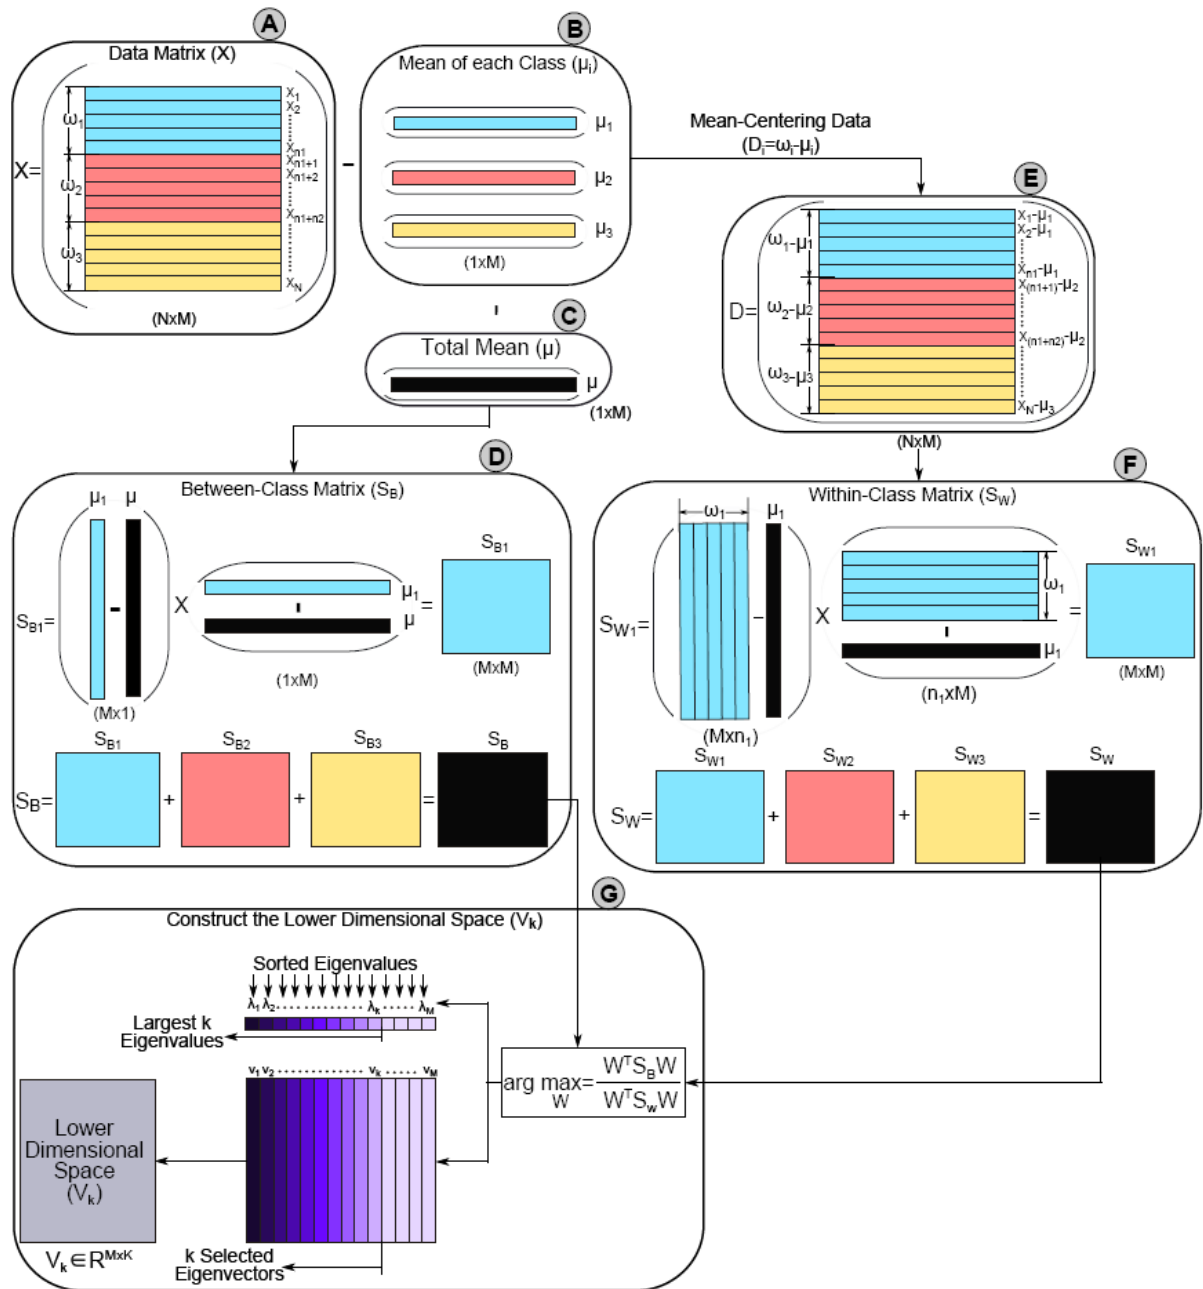 A
Data Matrix (X)
X=
ω1
ω2
ω3
X1
X2
Xn1
Xn1+1
Xn1+2
Xn1+n2
XN
(NxM)
-
B
Mean of each Class (μi)
μ1
μ2
μ3
(1xM)
-
C
Total Mean (μ)
μ
(1xM)
Mean-Centering Data
(Di=ωi-μi)
E
D=
ω1-μ1
ω2-μ2
ω3-μ3
X1-μ1
X2-μ1
Xn1-μ1
X(n1+1)-μ2
X(n1+n2)-μ2
XN-μ3
(NxM)
D
Between-Class Matrix (SB)
μ1 μ
SB1=
-
(Mx1)
X
μ1
-
μ
(1xM)
=
SB1
(MxM)
SB1 SB2 SB3 SB
SB= + + =
F
Within-Class Matrix (SW)
ω1
μ1
SW1=
-
(Mxn1)
X
ω1
-
μ1
(n1xM)
=
SW1
(MxM)
SW1 SW2 SW3 SW
SW= + + =
G
Construct the Lower Dimensional Space (Vk)
Sorted Eigenvalues
λ1 λ2 λk λM
Largest k
Eigenvalues
v1 v2 vk vM
k Selected
Eigenvectors
Lower
Dimensional
Space
(Vk)
Vk∈RMxK
arg max= WTSBW
W WTSwW